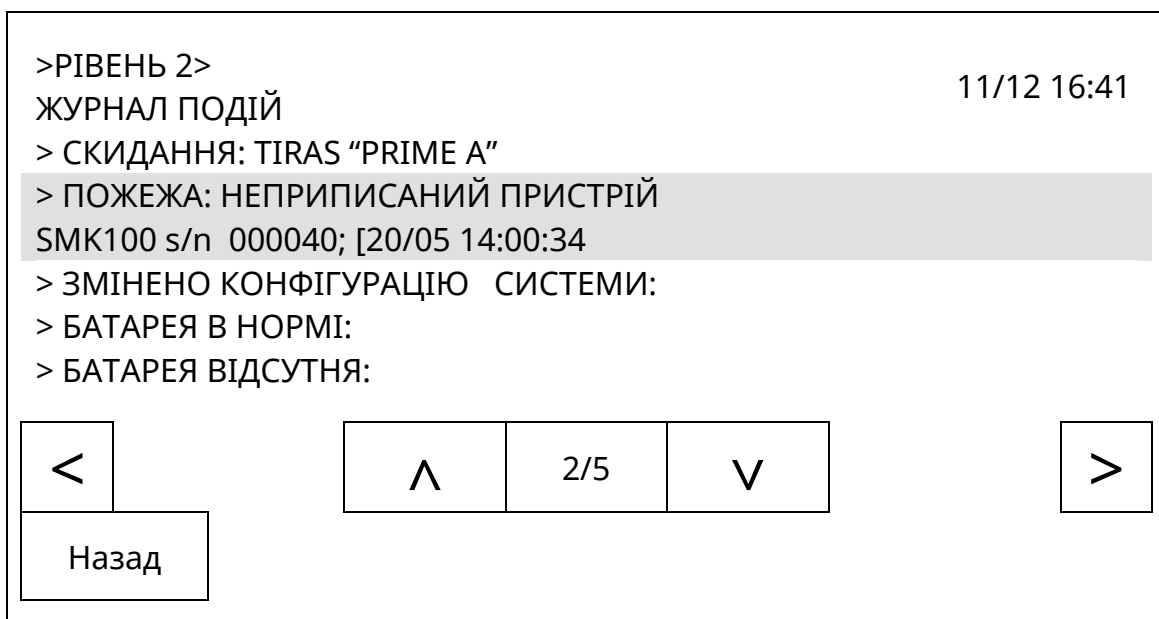 >РІВЕНЬ 2>
11/12 16:41
ЖУРНАЛ ПОДІЙ
> СКИДАННЯ: TIRAS “PRIME A”
> ПОЖЕЖА: НЕПРИПИСАНИЙ ПРИСТРІЙ
SMK100 s/n 000040; [20/05 14:00:34
> ЗМІНЕНО КОНФІГУРАЦІЮ СИСТЕМИ:
> БАТАРЕЯ В НОРМІ:
> БАТАРЕЯ ВІДСУТНЯ:
< ˄ 2/5 ˅ >
Назад